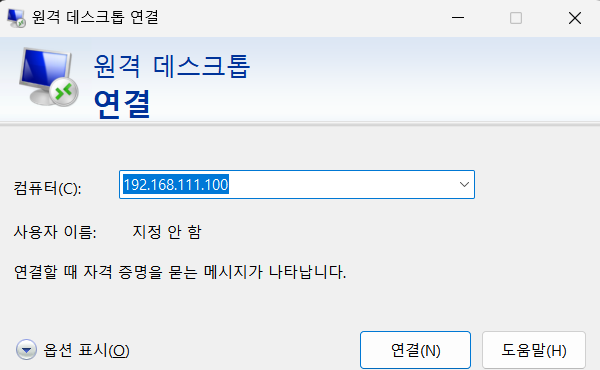 원격 데스크톱 연결
원격 데스크톱
연결
컴퓨터(C): 192.168.111.100
사용자 이름: 지정 안 함
연결할 때 자격 증명을 묻는 메시지가 나타납니다.
옵션 표시(O) 연결(N) 도움말(H)